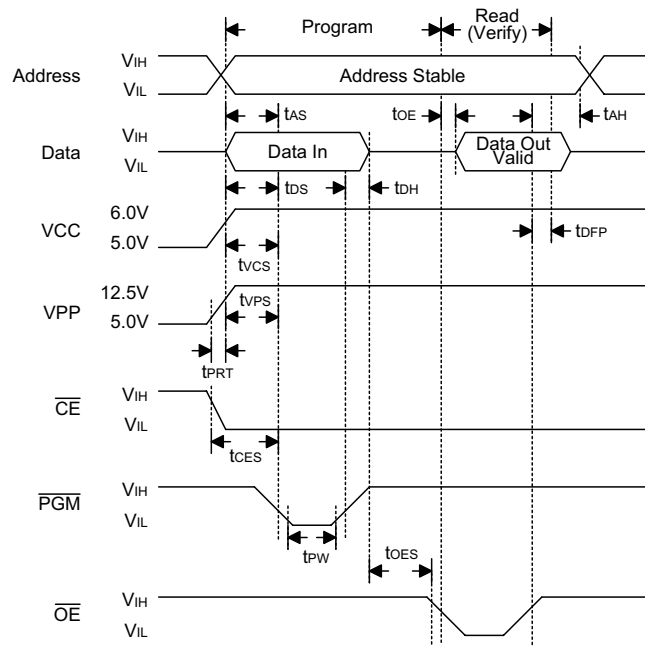 Program
Read
(Verify)
Address
VIH
VIL
Address Stable
tAS
tOE
tAH
Data
VIH
VIL
Data In
Data Out
Valid
tDS
tDH
VCC
6.0V
5.0V
tDFP
tVCS
VPP
12.5V
5.0V
tVPS
tPRT
CE
VIH
VIL
tCES
PGM
VIH
VIL
tPW
tOES
OE
VIH
VIL